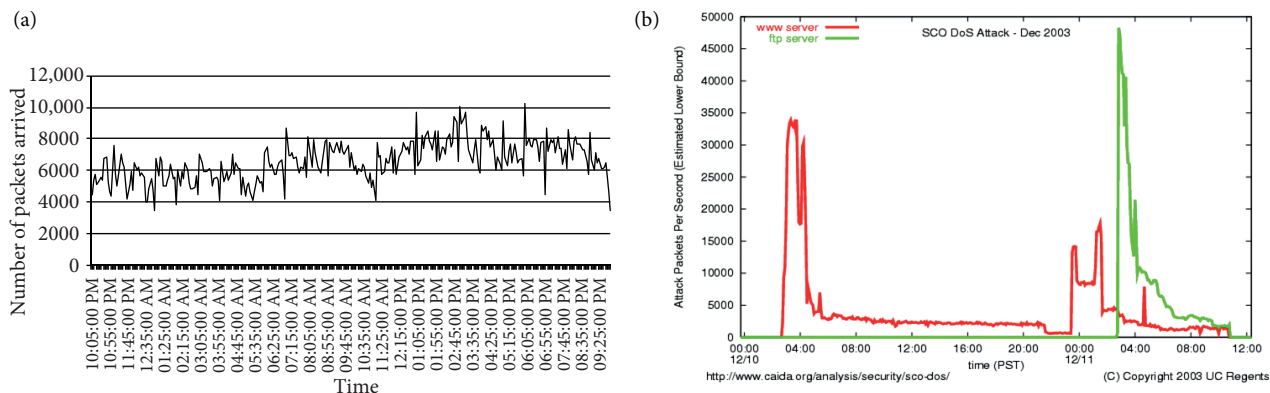 (a)
Number of packets arrived
12,000
10,000
8000
6000
4000
2000
0
10:05:00 PM
10:55:00 PM
11:45:00 PM
12:35:00 AM
01:25:00 AM
02:15:00 AM
03:05:00 AM
03:55:00 AM
04:45:00 AM
05:35:00 AM
06:25:00 AM
07:15:00 AM
08:05:00 AM
08:55:00 AM
09:45:00 AM
10:35:00 AM
11:25:00 AM
12:15:00 PM
01:05:00 PM
01:55:00 PM
02:45:00 PM
03:35:00 PM
04:25:00 PM
05:15:00 PM
06:05:00 PM
06:55:00 PM
07:45:00 PM
08:35:00 PM
09:25:00 PM
Time
(b)
SCO DoS Attack - Dec 2003
www server
ftp server
Attack Packets Per Second (Estimated Lower Bound)
50000
45000
40000
35000
30000
25000
20000
15000
10000
5000
0
00:00 04:00 08:00 12:00 16:00 20:00 00:00 04:00 08:00 12:00
12/10 12/11
time (PST)
http://www.caida.org/analysis/security/sco-dos/
(C) Copyright 2003 UC Regents